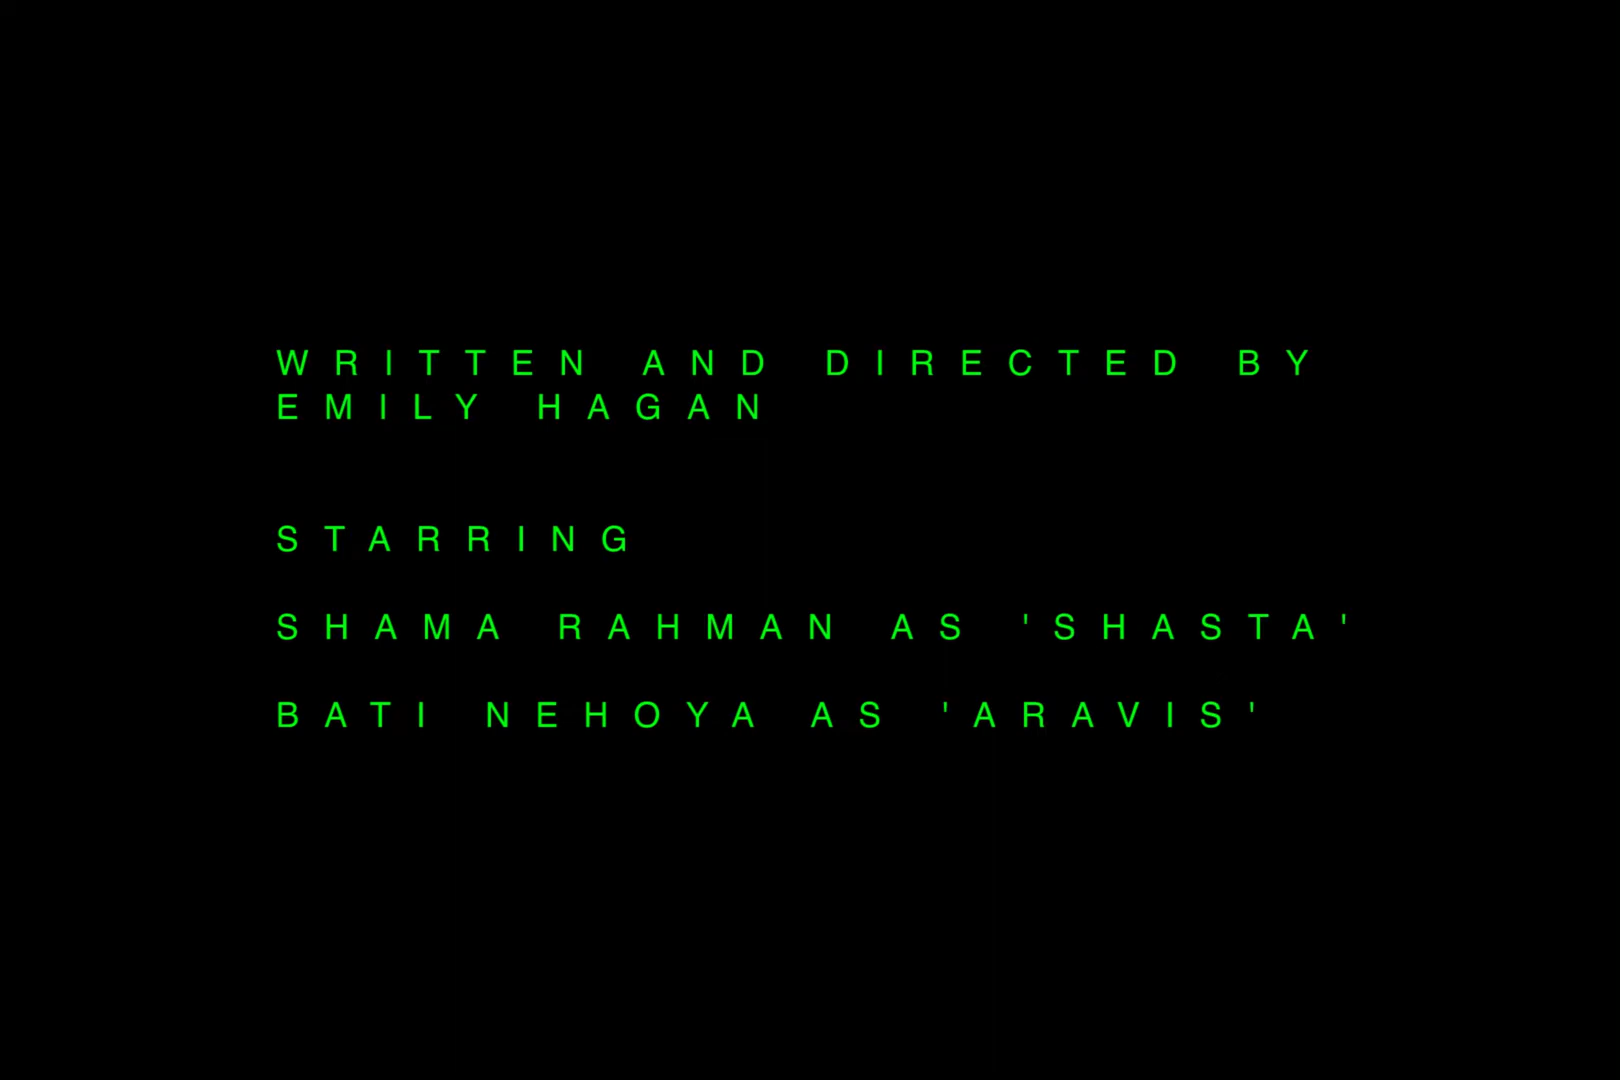 WRITTEN AND DIRECTED BY
EMILY HAGAN
STARRING
SHAMA RAHMAN AS 'SHASTA'
BATI NEHOYA AS 'ARAVIS'